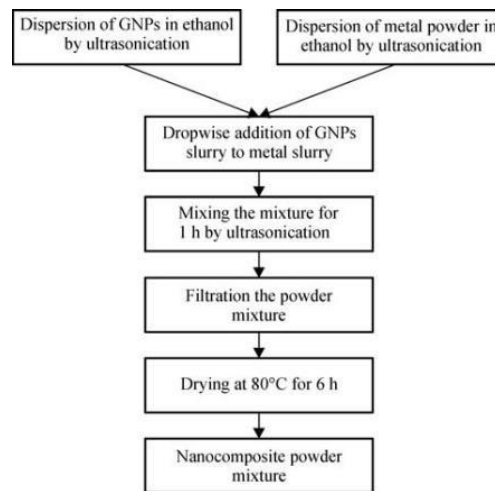 Dispersion of GNPs in ethanol
by ultrasonication
Dispersion of metal powder in
ethanol by ultrasonication
Dropwise addition of GNPs
slurry to metal slurry
Mixing the mixture for
1 h by ultrasonication
Filtration the powder
mixture
Drying at 80°C for 6 h
Nanocomposite powder
mixture